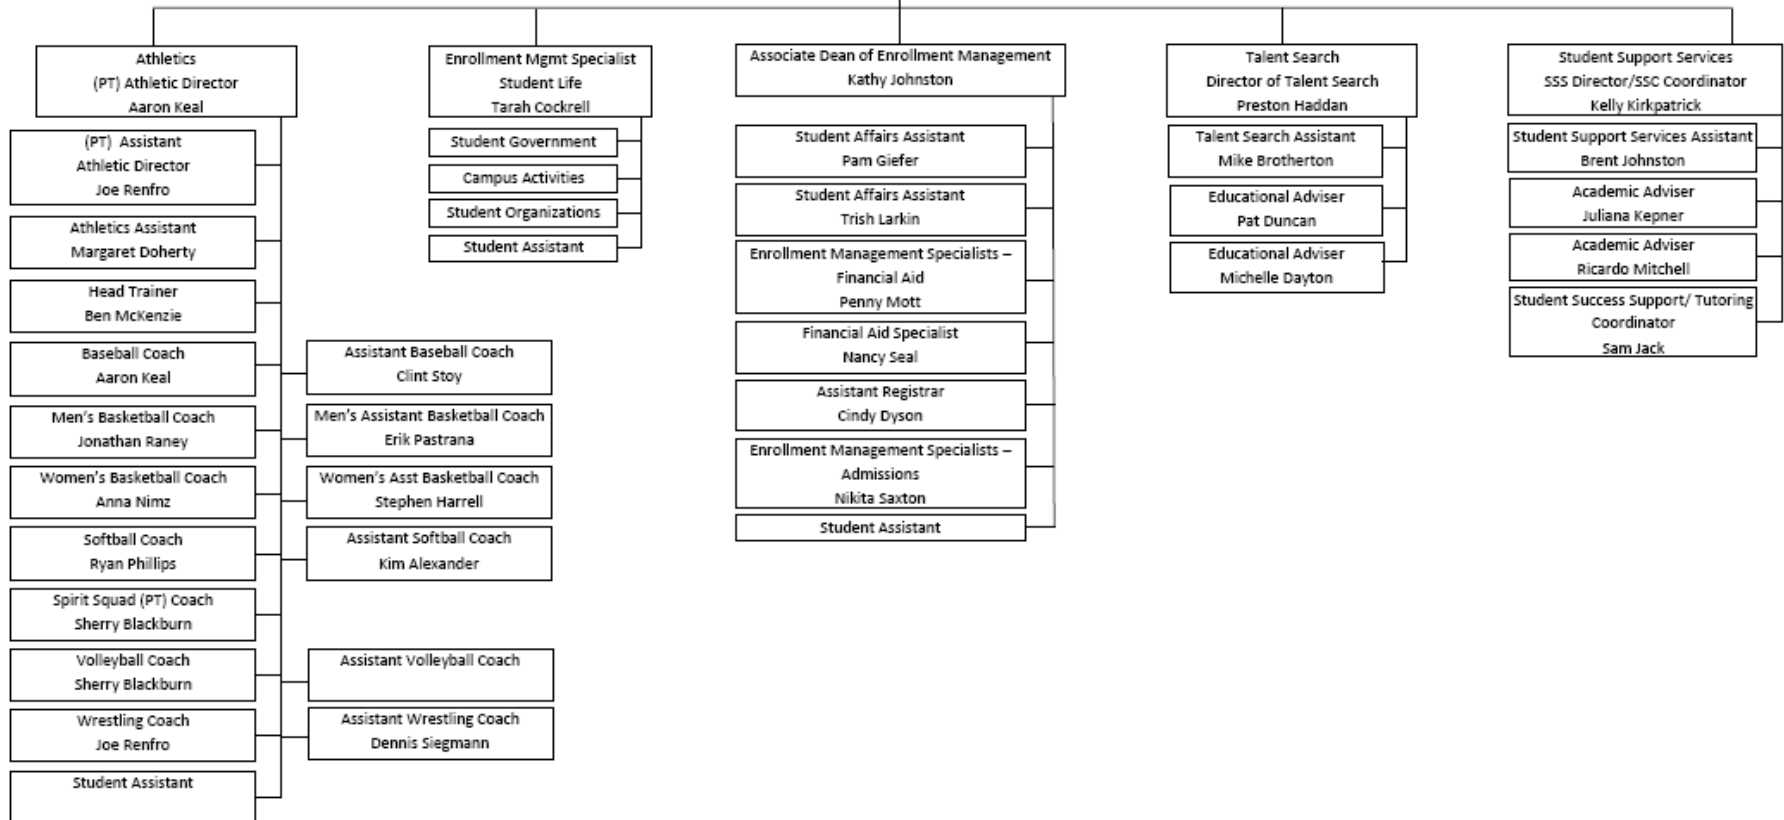 Athletics
(PT) Athletic Director
Aaron Keal
(PT) Assistant
Athletic Director
Joe Renfro
Athletics Assistant
Margaret Doherty
Head Trainer
Ben McKenzie
Baseball Coach
Aaron Keal
Assistant Baseball Coach
Clint Stoy
Men's Basketball Coach
Jonathan Raney
Men's Assistant Basketball Coach
Erik Pastrana
Women's Basketball Coach
Anna Nimz
Women's Asst Basketball Coach
Stephen Harrell
Softball Coach
Ryan Phillips
Assistant Softball Coach
Kim Alexander
Spirit Squad (PT) Coach
Sherry Blackburn
Volleyball Coach
Sherry Blackburn
Assistant Volleyball Coach
Wrestling Coach
Joe Renfro
Assistant Wrestling Coach
Dennis Siegmann
Student Assistant
Enrollment Mgmt Specialist
Student Life
Tarah Cockrell
Student Government
Campus Activities
Student Organizations
Student Assistant
Associate Dean of Enrollment Management
Kathy Johnston
Student Affairs Assistant
Pam Giefer
Student Affairs Assistant
Trish Larkin
Enrollment Management Specialists –
Financial Aid
Penny Mott
Financial Aid Specialist
Nancy Seal
Assistant Registrar
Cindy Dyson
Enrollment Management Specialists –
Admissions
Nikita Saxton
Student Assistant
Talent Search
Director of Talent Search
Preston Haddan
Talent Search Assistant
Mike Brotherton
Educational Adviser
Pat Duncan
Educational Adviser
Michelle Dayton
Student Support Services
SSS Director/SSC Coordinator
Kelly Kirkpatrick
Student Support Services Assistant
Brent Johnston
Academic Adviser
Juliana Kepner
Academic Adviser
Ricardo Mitchell
Student Success Support/ Tutoring
Coordinator
Sam Jack